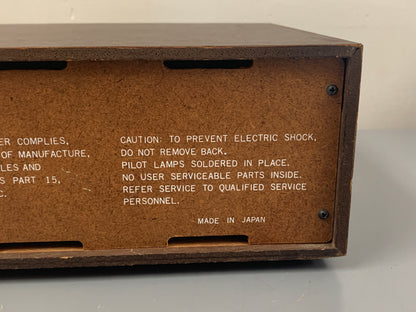 ER COMPLIES,
OF MANUFACTURE,
LES AND
S PART 15,
C.
CAUTION: TO PREVENT ELECTRIC SHOCK,
DO NOT REMOVE BACK.
PILOT LAMPS SOLDERED IN PLACE.
NO USER SERVICEABLE PARTS INSIDE.
REFER SERVICE TO QUALIFIED SERVICE
PERSONNEL.
MADE IN JAPAN